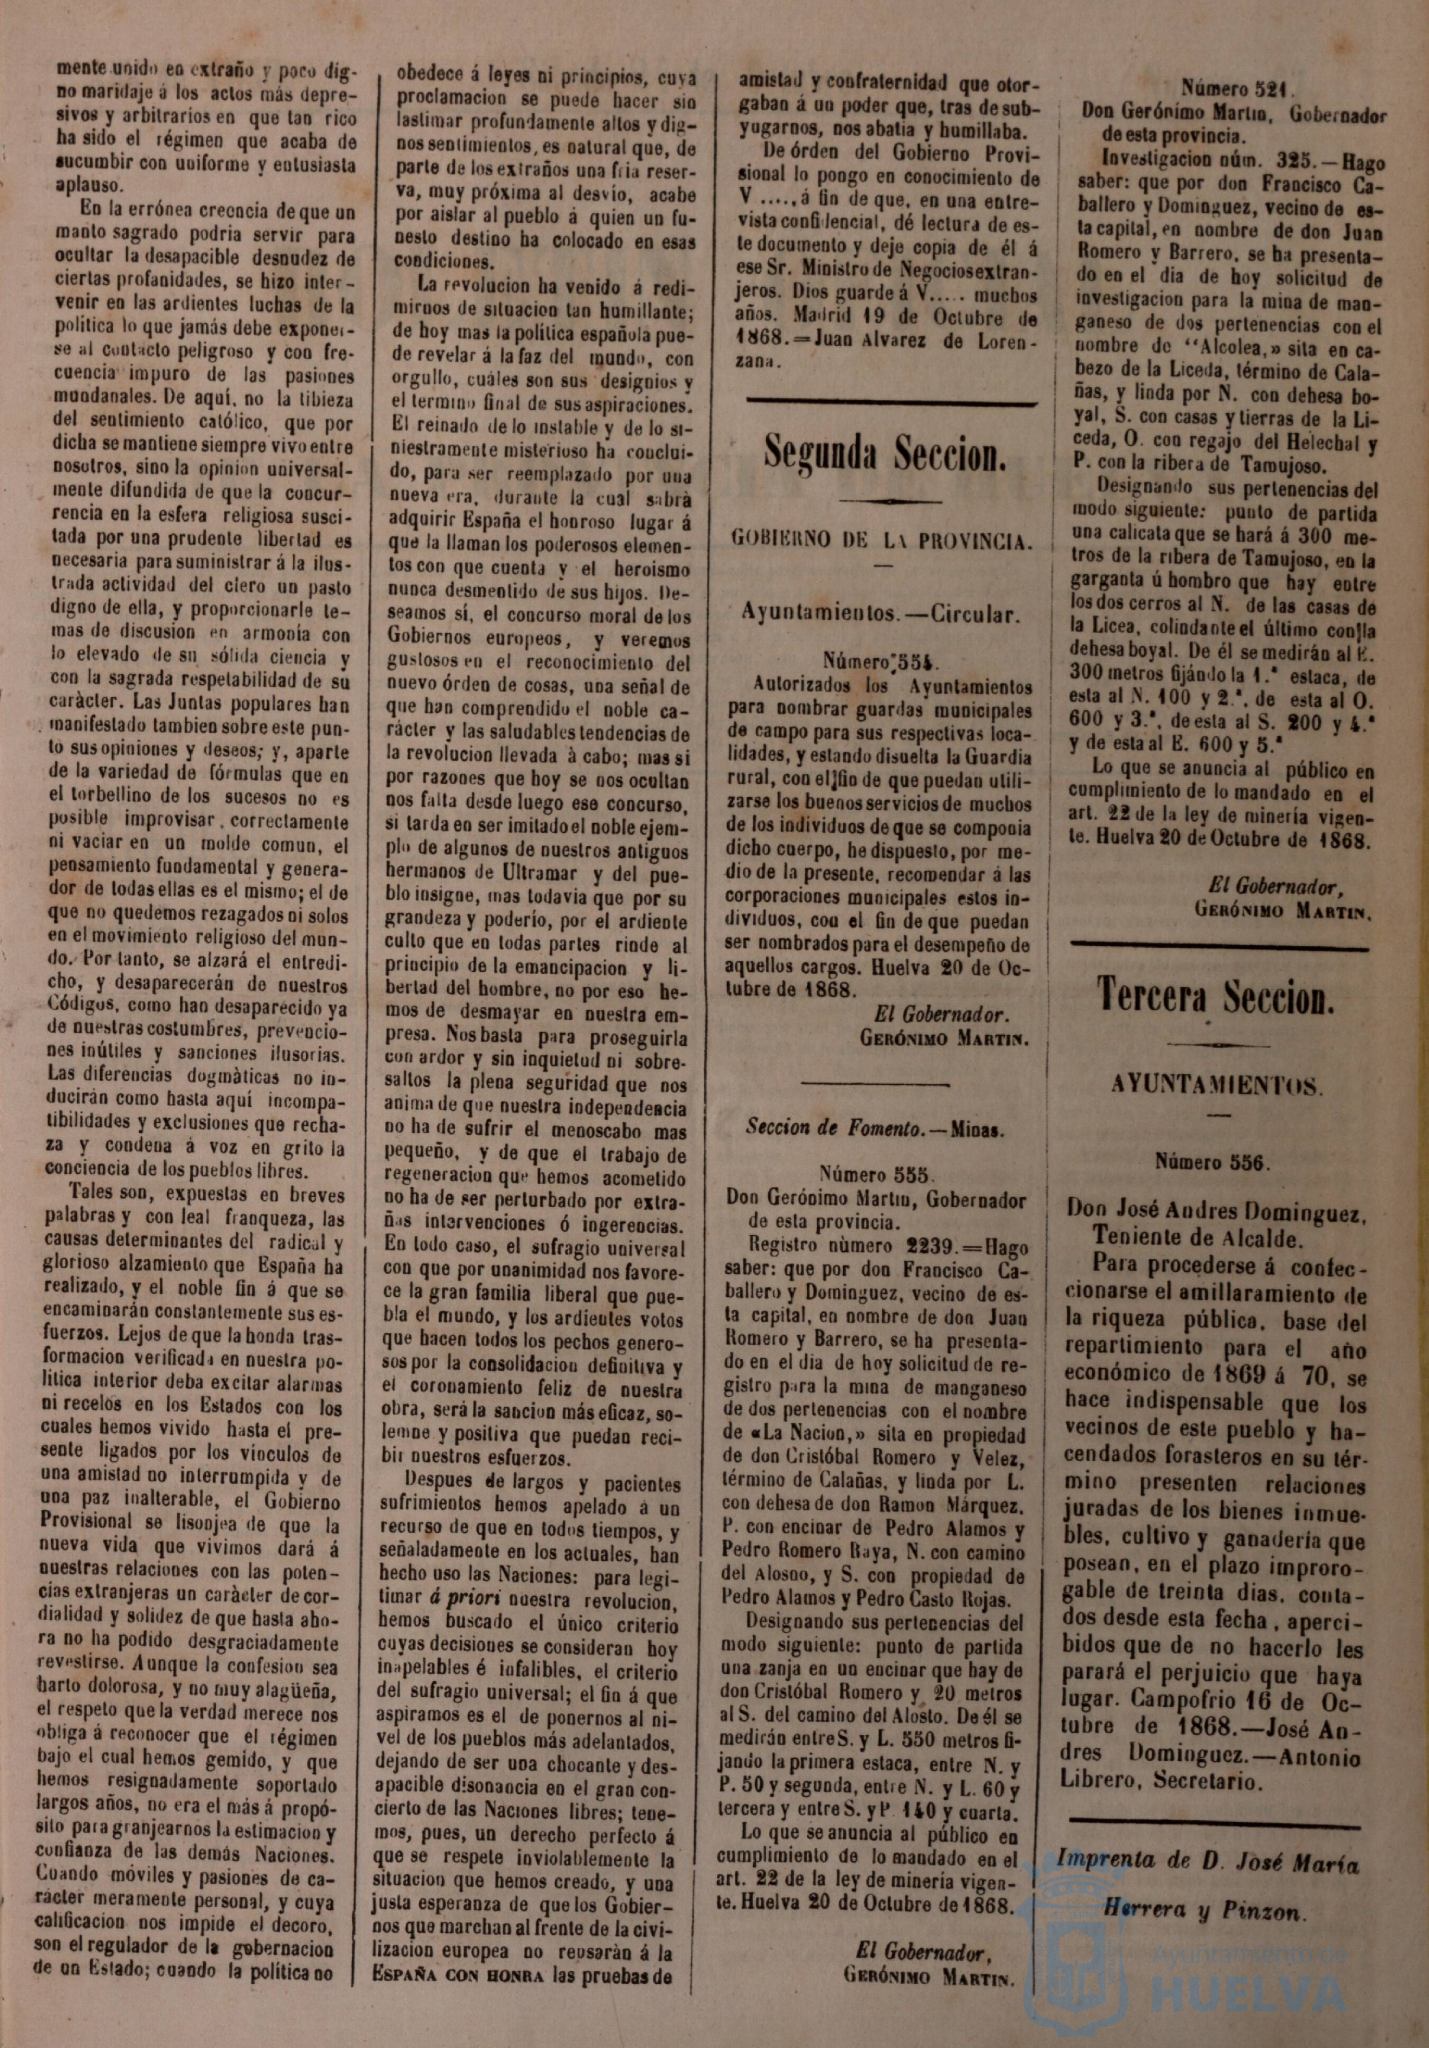 mente unido en extraño y poco dig-
no maridaje á los actos más depre-
sivos y arbitrarios en que tan rico
ha sido el régimen que acaba de
sucumbir con uniforme y entusiasta
aplauso.
En la errónea creencia de que un
manto sagrado podria servir para
ocultar la desapacible desnudez de
ciertas profanidades, se hizo inter-
venir en las ardientes luchas de la
política lo que jamás debe exponer-
se al contacto peligroso y con fre-
cuencia impuro de las pasiones
mundanales. De aquí, no la tibieza
del sentimiento católico, que por
dicha se mantiene siempre vivo entre
nosotros, sino la opinion universal-
mente difundida de que la concur-
rencia en la esfera religiosa susci-
tada por una prudente libertad es
necesaria para suministrar á la ilus-
trada actividad del clero un pasto
digno de ella, y proporcionarle te-
mas de discusion en armonía con
lo elevado de su sólida ciencia y
con la sagrada respetabilidad de su
carácter. Las Juntas populares han
manifestado tambien sobre este pun-
to sus opiniones y deseos; y, aparte
de la variedad de fórmulas que en
el torbellino de los sucesos no es
posible improvisar, correctamente
ni vaciar en un molde comun, el
pensamiento fundamental y genera-
dor de todas ellas es el mismo; el de
que no quedemos rezagados ni solos
en el movimiento religioso del mun-
do. Por tanto, se alzará el entredi-
cho, y desaparecerán de nuestros
Códigos, como han desaparecido ya
de nuestras costumbres, prevencio-
nes inútiles y sanciones ilusorias.
Las diferencias dogmàticas no in-
ducirán como hasta aquí incompa-
tibilidades y exclusiones que recha-
za y condena á voz en grito la
conciencia de los pueblos libres.
Tales son, expuestas en breves
palabras y con leal franqueza, las
causas determinantes del radical y
glorioso alzamiento que España ha
realizado, y el noble fin á que se
encaminarán constantemente sus es-
fuerzos. Lejos de que la honda tras-
formacion verificada en nuestra po-
lítica interior deba excitar alarmas
ni recelos en los Estados con los
cuales hemos vivido hasta el pre-
sente ligados por los vínculos de
una amistad no interrumpida y de
una paz inalterable, el Gobierno
Provisional se lisonjea de que la
nueva vida que vivimos dará á
nuestras relaciones con las poten-
cias extranjeras un caràcter de cor-
dialidad y solidez de que hasta aho-
ra no ha podido desgraciadamente
revestirse. Aunque la confesion sea
harto dolorosa, y no muy alagüeña,
el respeto que la verdad merece nos
obliga á reconocer que el régimen
bajo el cual hemos gemido, y que
hemos resignadamente soportado
largos años, no era el más á propó-
sito para granjearnos la estimacion y
confianza de las demás Naciones.
Cuando móviles y pasiones de ca-
rácter meramente personal, y cuya
calificacion nos impide el decoro,
son el regulador de la gobernacion
de un Estado; cuando la política no
obedece á leyes ni principios, cuya
proclamacion se puede hacer sin
lastimar profundamente altos y dig-
nos sentimientos, es natural que, de
parte de los extraños una fria reser-
va, muy próxima al desvío, acabe
por aislar al pueblo á quien un fu-
nesto destino ha colocado en esas
condiciones.
La revolucion ha venido á redi-
mirnos de situacion tan humillante;
de hoy mas la política española pue-
de revelar á la faz del mundo, con
orgullo, cuáles son sus designios y
el termino final de sus aspiraciones.
El reinado de lo instable y de lo si-
niestramente misterioso ha conclui-
do, para ser reemplazado por una
nueva era, durante la cual sabrà
adquirir España el honroso lugar á
que la llaman los poderosos elemen-
tos con que cuenta y el heroismo
nunca desmentido de sus hijos. De-
seamos sí, el concurso moral de los
Gobiernos europeos, y veremos
gustosos en el reconocimiento del
nuevo órden de cosas, una señal de
que han comprendido el noble ca-
rácter y las saludables tendencias de
la revolucion llevada à cabo; mas si
por razones que hoy se nos ocultan
nos falta desde luego ese concurso,
si tarda en ser imitado el noble ejem-
plo de algunos de nuestros antiguos
hermanos de Ultramar y del pue-
blo insigne, mas todavia que por su
grandeza y poderío, por el ardiente
culto que en todas partes rinde al
principio de la emancipacion y li-
bertad del hombre, no por eso he-
mos de desmayar en nuestra em-
presa. Nos basta para proseguirla
con ardor y sin inquietud ni sobre-
saltos la plena seguridad que nos
anima de que nuestra independencia
no ha de sufrir el menoscabo mas
pequeño, y de que el trabajo de
regeneracion que hemos acometido
no ha de ser perturbado por extra-
ñas intervenciones ó ingerencias.
En todo caso, el sufragio universal
con que por unanimidad nos favore-
ce la gran familia liberal que pue-
bla el mundo, y los ardientes votos
que hacen todos los pechos genero-
sos por la consolidacion definitiva y
el coronamiento feliz de nuestra
obra, será la sancion más eficaz, so-
lemne y positiva que puedan reci-
bir nuestros esfuerzos.
Despues de largos y pacientes
sufrimientos hemos apelado á un
recurso de que en todos tiempos, y
señaladamente en los actuales, han
hecho uso las Naciones: para legi-
timar á priori nuestra revolucion,
hemos buscado el único criterio
cuyas decisiones se consideran hoy
inapelables é infalibles, el criterio
del sufragio universal; el fin á que
aspiramos es el de ponernos al ni-
vel de los pueblos más adelantados,
dejando de ser una chocante y des-
apacible disonancia en el gran con-
cierto de las Naciones libres; tene-
mos, pues, un derecho perfecto á
que se respete inviolablemente la
situacion que hemos creado, y una
justa esperanza de que los Gobier-
nos que marchan al frente de la civi-
lizacion europea no reusaràn á la
ESPAÑA CON HONRA las pruebas de
amistad y confraternidad que otor-
gaban á un poder que, tras de sub-
yugarnos, nos abatia y humillaba.
De órden del Gobierno Provi-
sional lo pongo en conocimiento de
V ....., á fin de que, en una entre-
vista confidencial, dé lectura de es-
te documento y deje copia de él á
ese Sr. Ministro de Negocios extran-
jeros. Dios guarde á V..... muchos
años. Madrid 19 de Octubre de
1868.=Juan Alvarez de Loren-
zana.
Segunda Seccion.
GOBIERNO DE LA PROVINCIA.
Ayuntamientos.—Circular.
Número 554.
Autorizados los Ayuntamientos
para nombrar guardas municipales
de campo para sus respectivas loca-
lidades, y estando disuelta la Guardia
rural, con el fin de que puedan utili-
zarse los buenos servicios de muchos
de los individuos de que se componia
dicho cuerpo, he dispuesto, por me-
dio de la presente, recomendar á las
corporaciones municipales estos in-
dividuos, con el fin de que puedan
ser nombrados para el desempeño de
aquellos cargos. Huelva 20 de Oc-
tubre de 1868.
El Gobernador.
GERÓNIMO MARTIN.
Seccion de Fomento.—Minas.
Número 555.
Don Gerónimo Martin, Gobernador
de esta provincia.
Registro nùmero 2239.=Hago
saber: que por don Francisco Ca-
ballero y Dominguez, vecino de es-
ta capital, en nombre de don Juan
Romero y Barrero, se ha presenta-
do en el dia de hoy solicitud de re-
gistro para la mina de manganeso
de dos pertenencias con el nombre
de «La Nacion,» sita en propiedad
de don Cristóbal Romero y Velez,
término de Calañas, y linda por L.
con dehesa de don Ramon Márquez.
P. con encinar de Pedro Alamos y
Pedro Romero Raya, N. con camino
del Alosno, y S. con propiedad de
Pedro Alamos y Pedro Casto Rojas.
Designando sus pertenencias del
modo siguiente: punto de partida
una zanja en un encinar que hay de
don Cristóbal Romero y 20 metros
al S. del camino del Alosto. De él se
medirán entre S. y L. 550 metros fi-
jando la primera estaca, entre N. y
P. 50 y segunda, entre N. y L. 60 y
tercera y entre S. y P. 140 y cuarta.
Lo que se anuncia al público en
cumplimiento de lo mandado en el
art. 22 de la ley de minería vigen-
te. Huelva 20 de Octubre de 1868.
El Gobernador,
GERÓNIMO MARTIN.
Número 521.
Don Gerónimo Martin, Gobernador
de esta provincia.
Investigacion núm. 325.—Hago
saber: que por don Francisco Ca-
ballero y Dominguez, vecino de es-
ta capital, en nombre de don Juan
Romero y Barrero, se ha presenta-
do en el dia de hoy solicitud de
investigacion para la mina de man-
ganeso de dos pertenencias con el
nombre de “Alcolea,» sita en ca-
bezo de la Liceda, término de Cala-
ñas, y linda por N. con dehesa bo-
yal, S. con casas y tierras de la Li-
ceda, O. con regajo del Helechal y
P. con la ribera de Tamujoso.
Designando sus pertenencias del
modo siguiente: punto de partida
una calicata que se hará á 300 me-
tros de la ribera de Tamujoso, en la
garganta ú hombro que hay entre
los dos cerros al N. de las casas de
la Licea, colindante el último con la
dehesa boyal. De él se medirán al E.
300 metros fijándo la 1.ª estaca, de
esta al N. 100 y 2.ª, de esta al O.
600 y 3.ª, de esta al S. 200 y 4.ª
y de esta al E. 600 y 5.ª
Lo que se anuncia al público en
cumplimiento de lo mandado en el
art. 22 de la ley de minería vigen-
te. Huelva 20 de Octubre de 1868.
El Gobernador,
GERÓNIMO MARTIN.
Tercera Seccion.
AYUNTAMIENTOS.
Número 556.
Don José Andres Dominguez,
Teniente de Alcalde.
Para procederse á confec-
cionarse el amillaramiento de
la riqueza pública, base del
repartimiento para el año
económico de 1869 á 70, se
hace indispensable que los
vecinos de este pueblo y ha-
cendados forasteros en su tér-
mino presenten relaciones
juradas de los bienes inmue-
bles, cultivo y ganadería que
posean, en el plazo improro-
gable de treinta dias, conta-
dos desde esta fecha, aperci-
bidos que de no hacerlo les
parará el perjuicio que haya
lugar. Campofrio 16 de Oc-
tubre de 1868.—José An-
dres Dominguez.—Antonio
Librero, Secretario.
Imprenta de D. José María
Herrera y Pinzon.
Ayuntamiento de
HUELVA